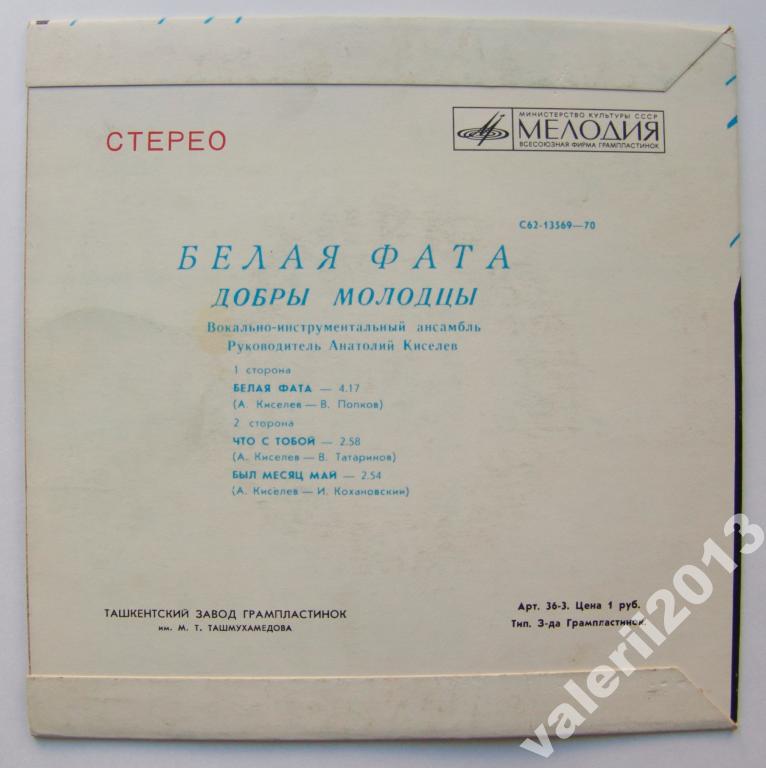 СТЕРЕО
МИНИСТЕРСТВО КУЛЬТУРЫ СССР
МЕЛОДИЯ
ВСЕСОЮЗНАЯ ФИРМА ГРАМПЛАСТИНОК
С62-13569—70
БЕЛАЯ ФАТА
ДОБРЫ МОЛОДЦЫ
Вокально-инструментальный ансамбль
Руководитель Анатолий Киселев
1 сторона
БЕЛАЯ ФАТА — 4.17
(А. Киселев — В. Попков)
2 сторона
ЧТО С ТОБОЙ — 2.58
(А. Киселев — В. Татаринов)
БЫЛ МЕСЯЦ МАЙ — 2.54
(А. Киселев — И. Кохановский)
ТАШКЕНТСКИЙ ЗАВОД ГРАМПЛАСТИНОК
им. М. Т. ТАШМУХАМЕДОВА
Арт. 36-3. Цена 1 руб.
Тип. З-да Грампластинок.
valerii2013